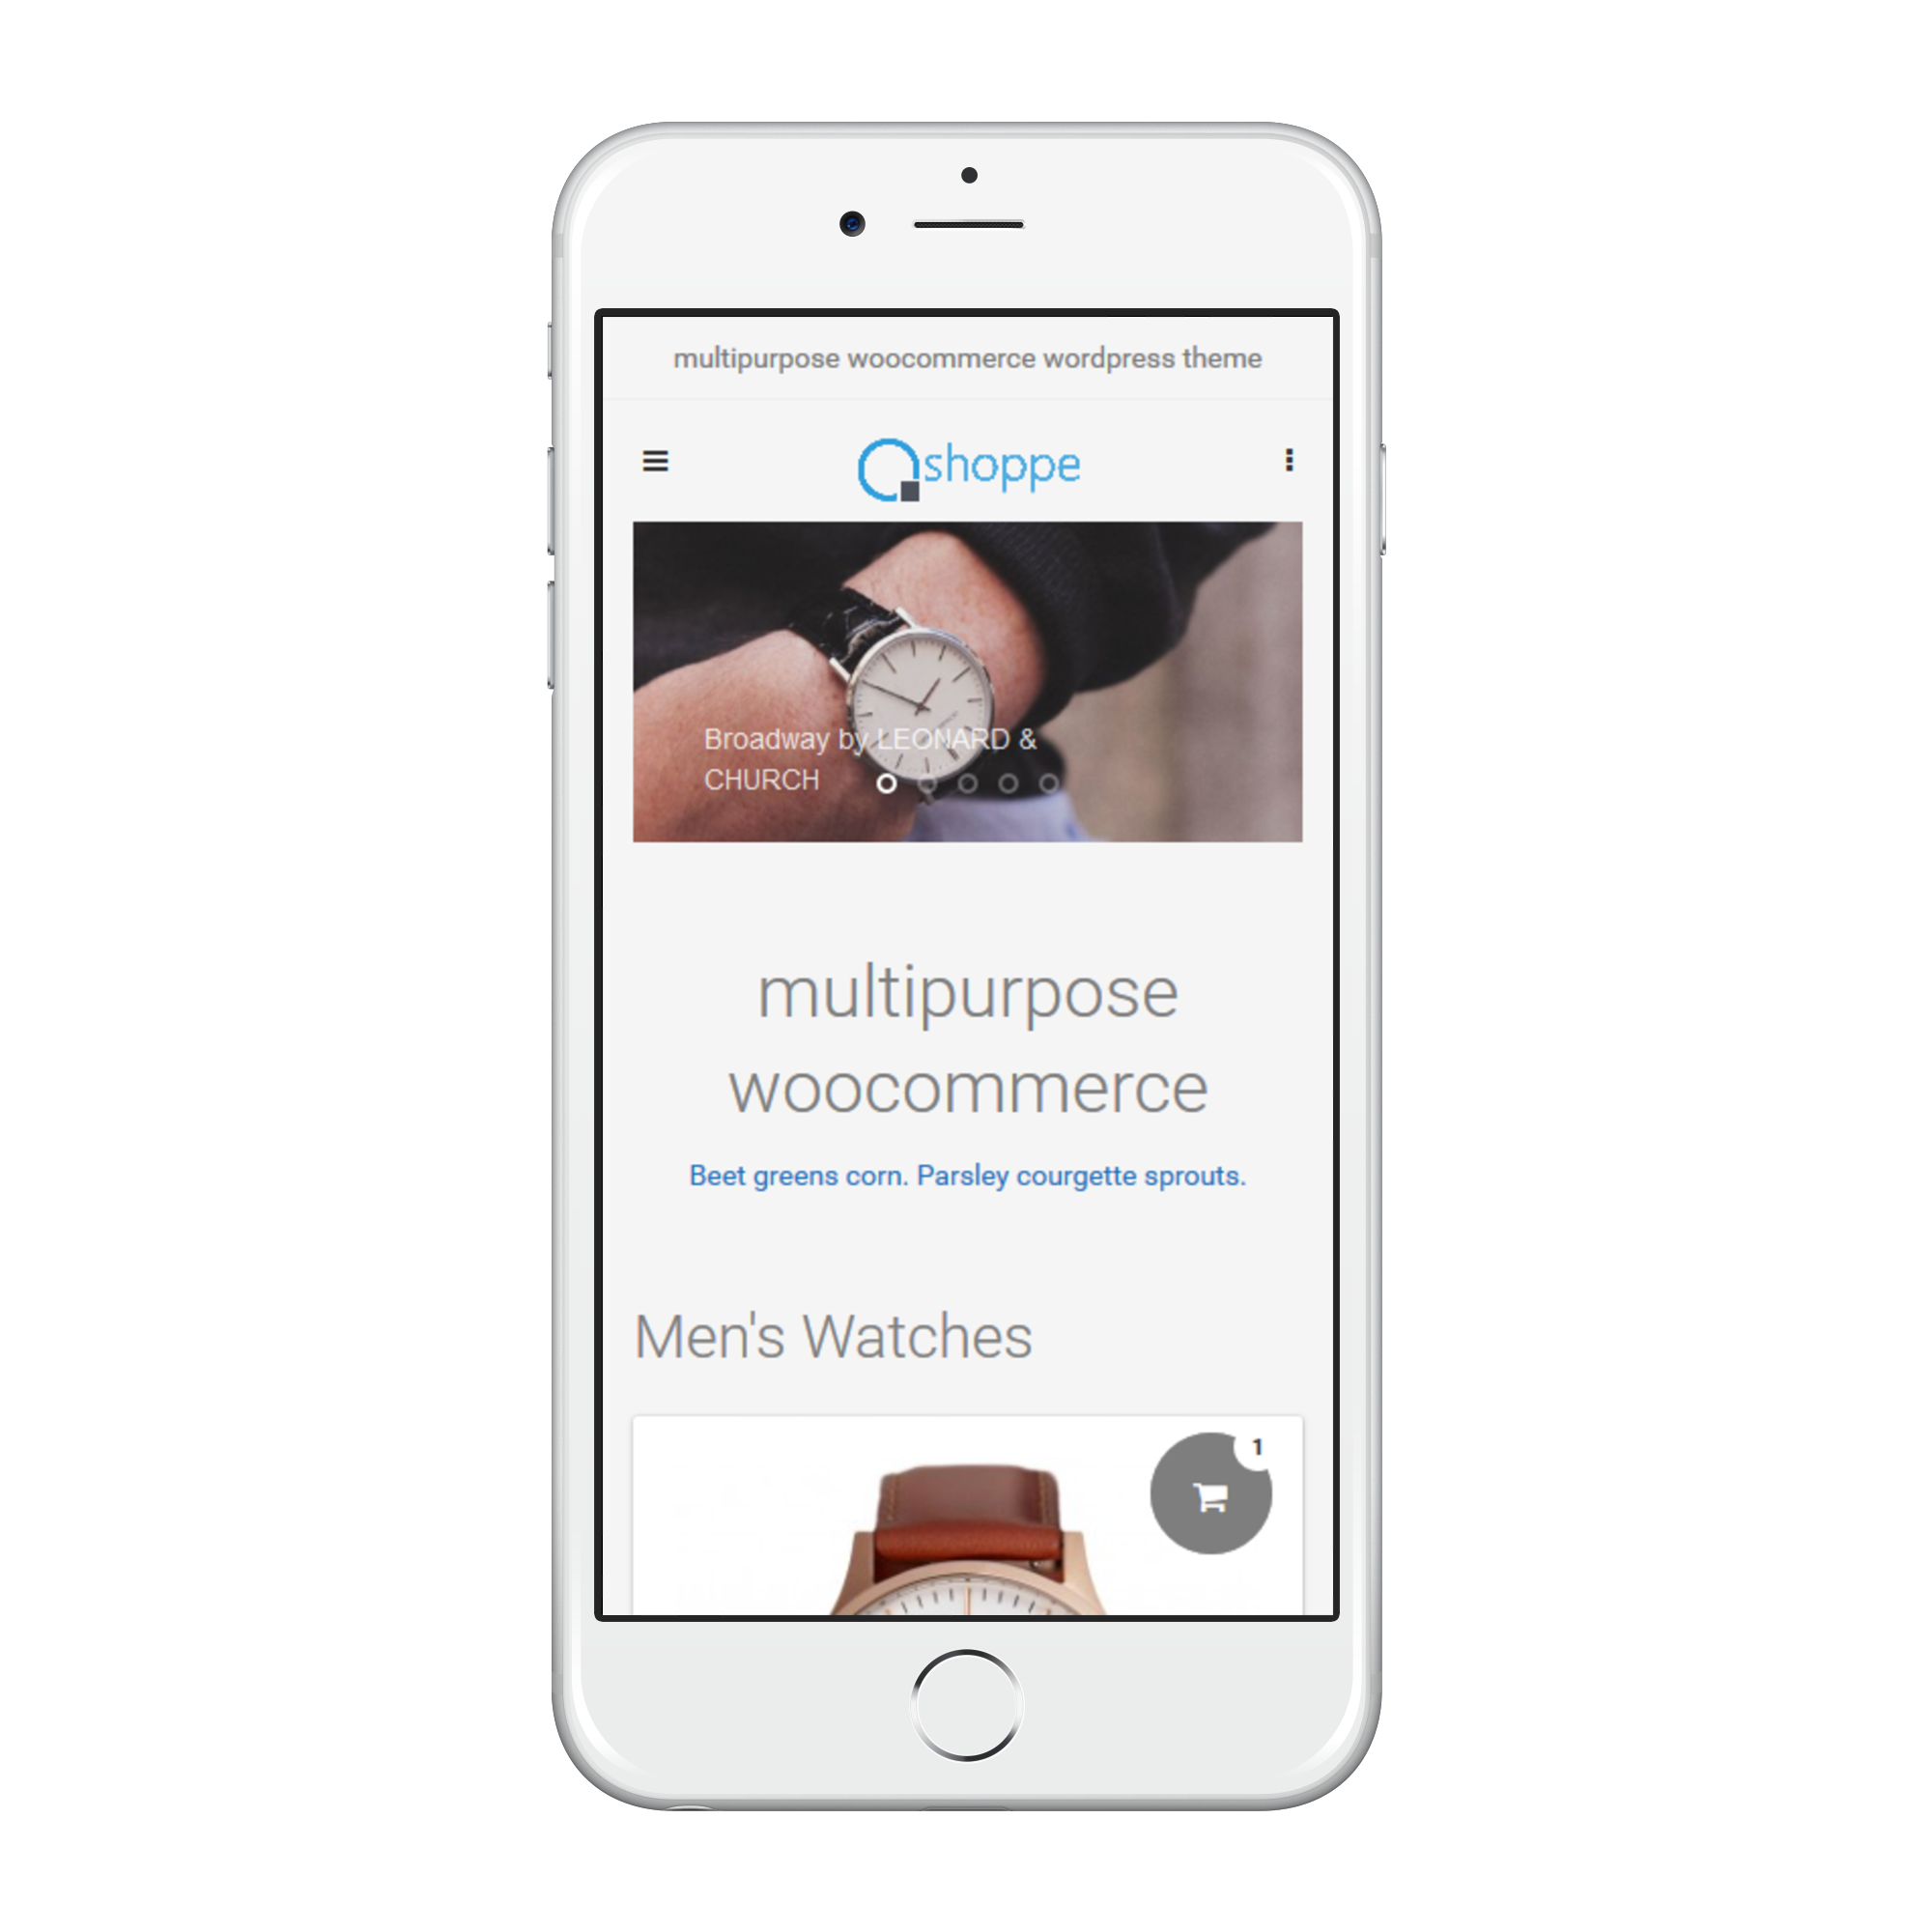 multipurpose woocommerce wordpress theme
shoppe
Broadway by LEONARD &
CHURCH
multipurpose
woocommerce
Beet greens corn. Parsley courgette sprouts.
Men's Watches
1